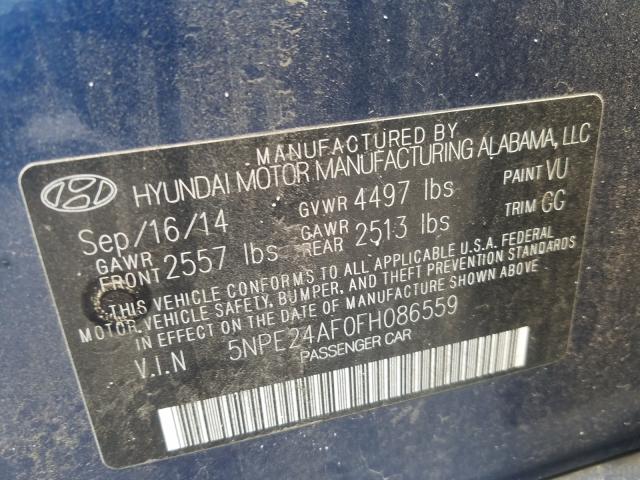 MANUFACTURED BY
HYUNDAI MOTOR MANUFACTURING ALABAMA, LLC
Sep/16/14 GVWR 4497 lbs PAINT VU
GAWR FRONT 2557 lbs GAWR REAR 2513 lbs TRIM GG
THIS VEHICLE CONFORMS TO ALL APPLICABLE U.S.A. FEDERAL
MOTOR VEHICLE SAFETY, BUMPER, AND THEFT PREVENTION STANDARDS
IN EFFECT ON THE DATE OF MANUFACTURE SHOWN ABOVE
V.I.N 5NPE24AF0FH086559
PASSENGER CAR